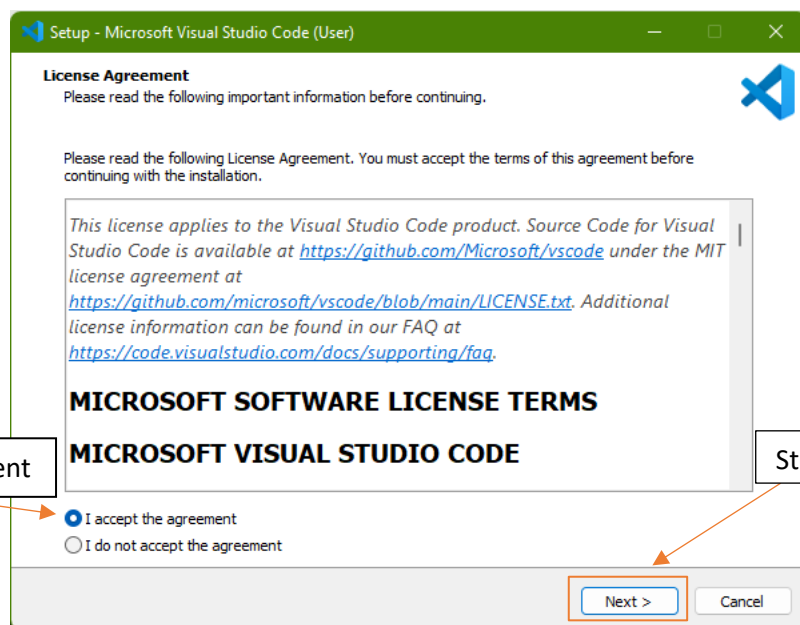 Setup - Microsoft Visual Studio Code (User)
License Agreement
Please read the following important information before continuing.
Please read the following License Agreement. You must accept the terms of this agreement before
continuing with the installation.
This license applies to the Visual Studio Code product. Source Code for Visual
Studio Code is available at https://github.com/Microsoft/vscode under the MIT
license agreement at
https://github.com/microsoft/vscode/blob/main/LICENSE.txt. Additional
license information can be found in our FAQ at
https://code.visualstudio.com/docs/supporting/faq.
MICROSOFT SOFTWARE LICENSE TERMS
MICROSOFT VISUAL STUDIO CODE
I accept the agreement
I do not accept the agreement
Next >
Cancel